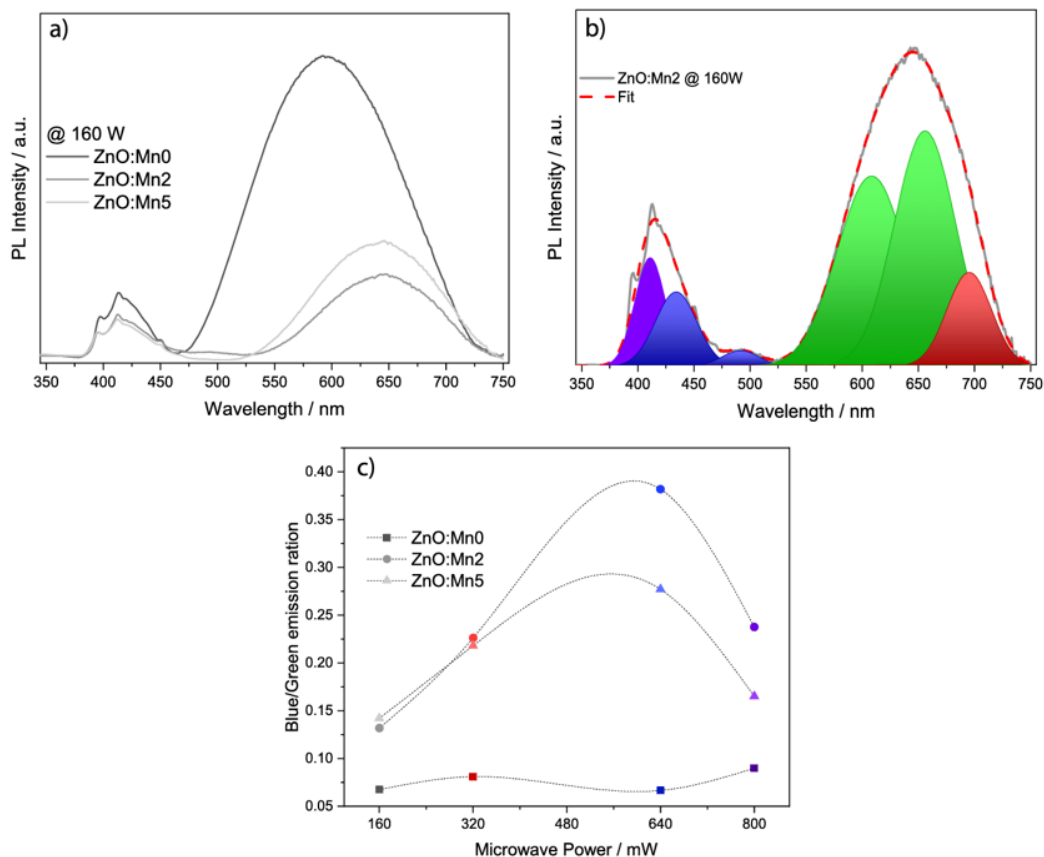 a)
@ 160 W
ZnO:Mn0
ZnO:Mn2
ZnO:Mn5
PL Intensity / a.u.
350 400 450 500 550 600 650 700 750
Wavelength / nm
b)
ZnO:Mn2 @ 160W
Fit
PL Intensity / a.u.
350 400 450 500 550 600 650 700 750
Wavelength / nm
c)
0.40
0.35
0.30
0.25
0.20
0.15
0.10
0.05
ZnO:Mn0
ZnO:Mn2
ZnO:Mn5
Blue/Green emission ration
160 320 480 640 800
Microwave Power / mW